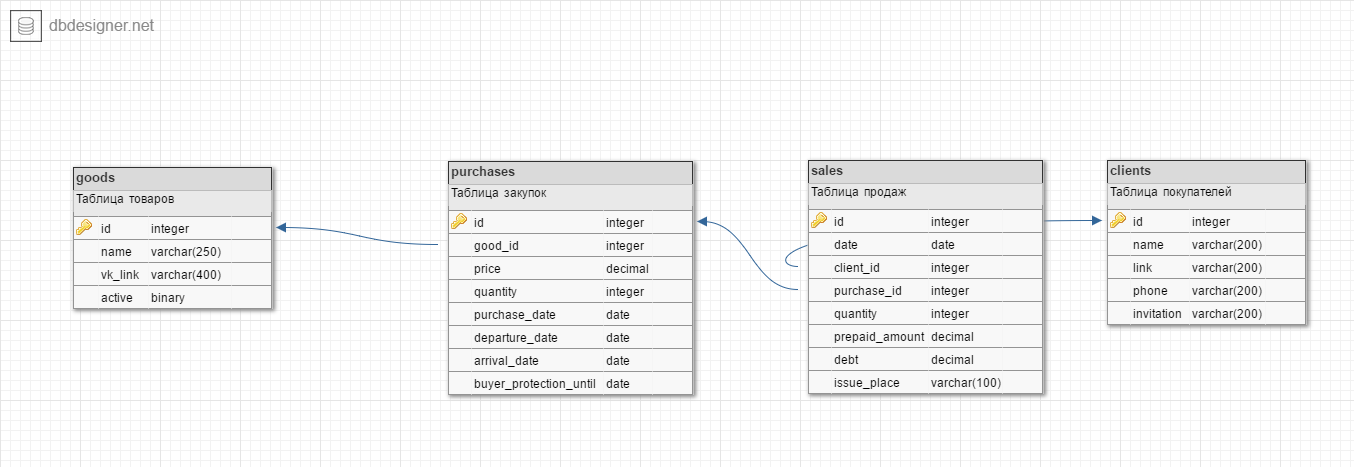 dbdesigner.net
goods
Таблица товаров
id integer
name varchar(250)
vk_link varchar(400)
active binary
purchases
Таблица закупок
id integer
good_id integer
price decimal
quantity integer
purchase_date date
departure_date date
arrival_date date
buyer_protection_until date
sales
Таблица продаж
id integer
date date
client_id integer
purchase_id integer
quantity integer
prepaid_amount decimal
debt decimal
issue_place varchar(100)
clients
Таблица покупателей
id integer
name varchar(200)
link varchar(200)
phone varchar(200)
invitation varchar(200)